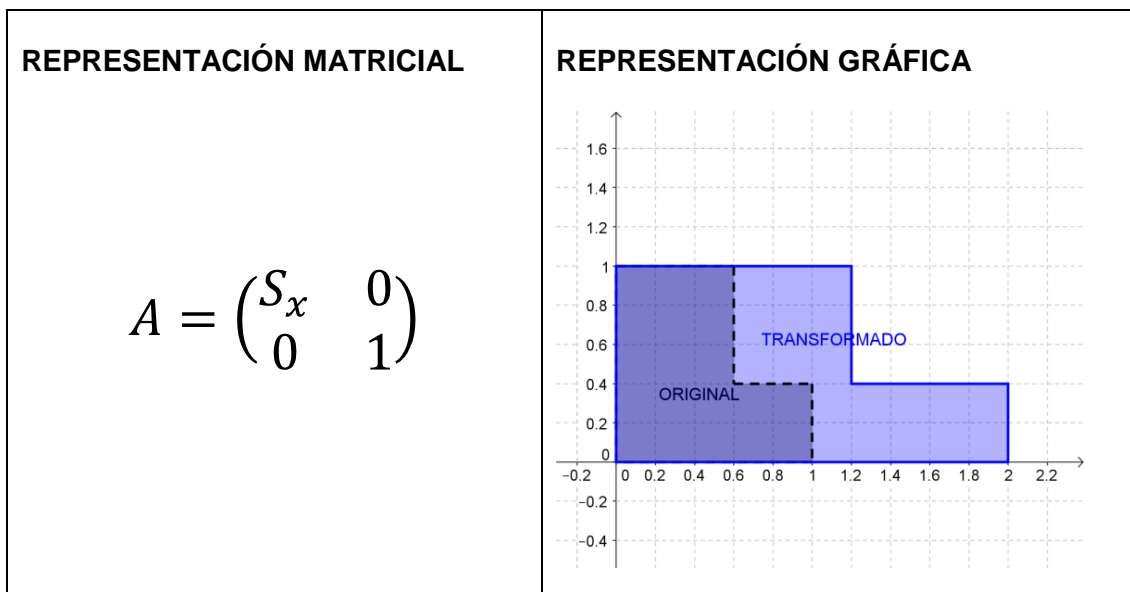 REPRESENTACIÓN MATRICIAL
A = (S_x 0
0 1)
REPRESENTACIÓN GRÁFICA
1.6
1.4
1.2
1
0.8
0.6
0.4
0.2
0
−0.2
−0.4
−0.2 0 0.2 0.4 0.6 0.8 1 1.2 1.4 1.6 1.8 2 2.2
TRANSFORMADO
ORIGINAL